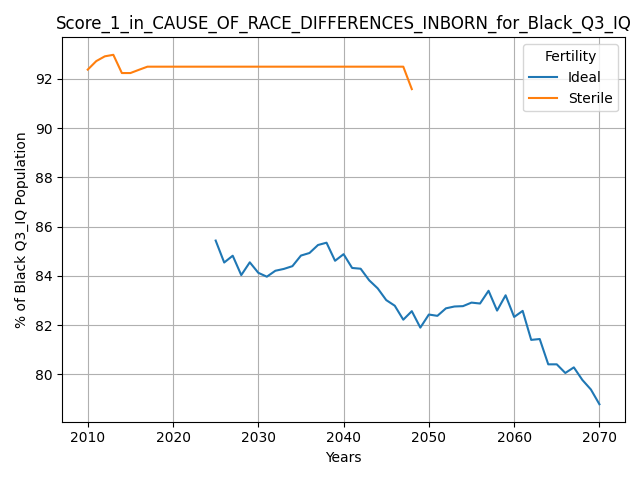 Score_1_in_CAUSE_OF_RACE_DIFFERENCES_INBORN_for_Black_Q3_IQ
Fertility
Ideal
Sterile
% of Black Q3_IQ Population
92
90
88
86
84
82
80
2010 2020 2030 2040 2050 2060 2070
Years